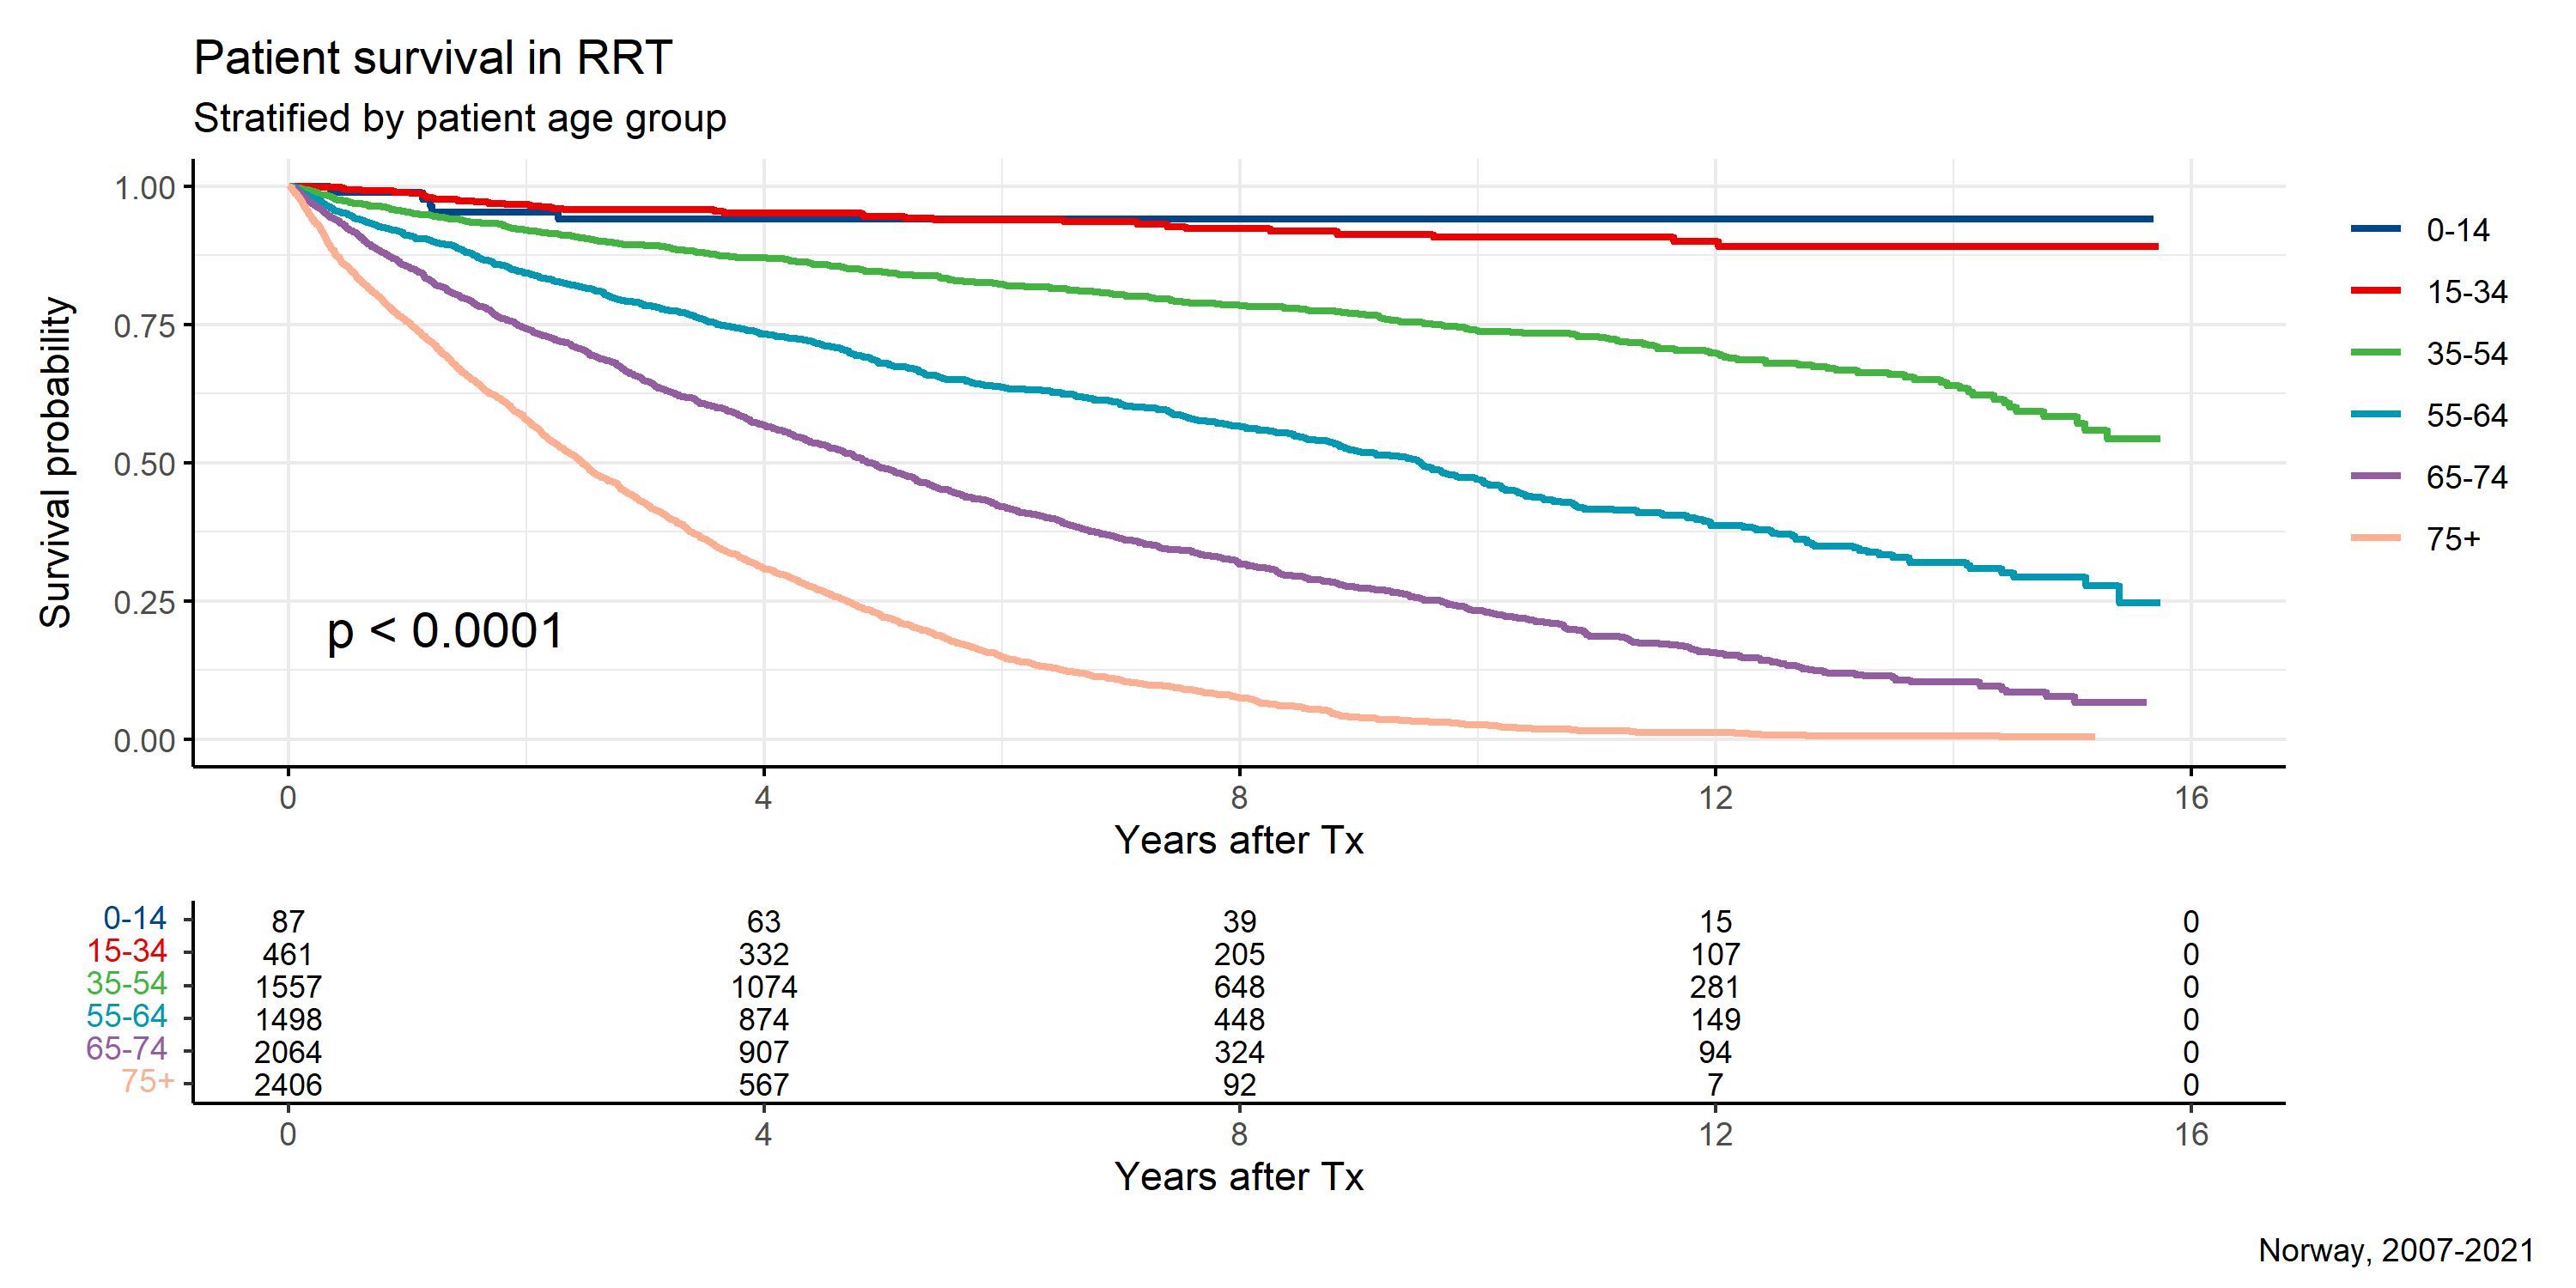 Patient survival in RRT
Stratified by patient age group
Survival probability
1.00
0.75
0.50
0.25
0.00
p < 0.0001
0 4 8 12 16
Years after Tx
0-14
15-34
35-54
55-64
65-74
75+
0-14 87 63 39 15 0
15-34 461 332 205 107 0
35-54 1557 1074 648 281 0
55-64 1498 874 448 149 0
65-74 2064 907 324 94 0
75+ 2406 567 92 7 0
0 4 8 12 16
Years after Tx
Norway, 2007-2021